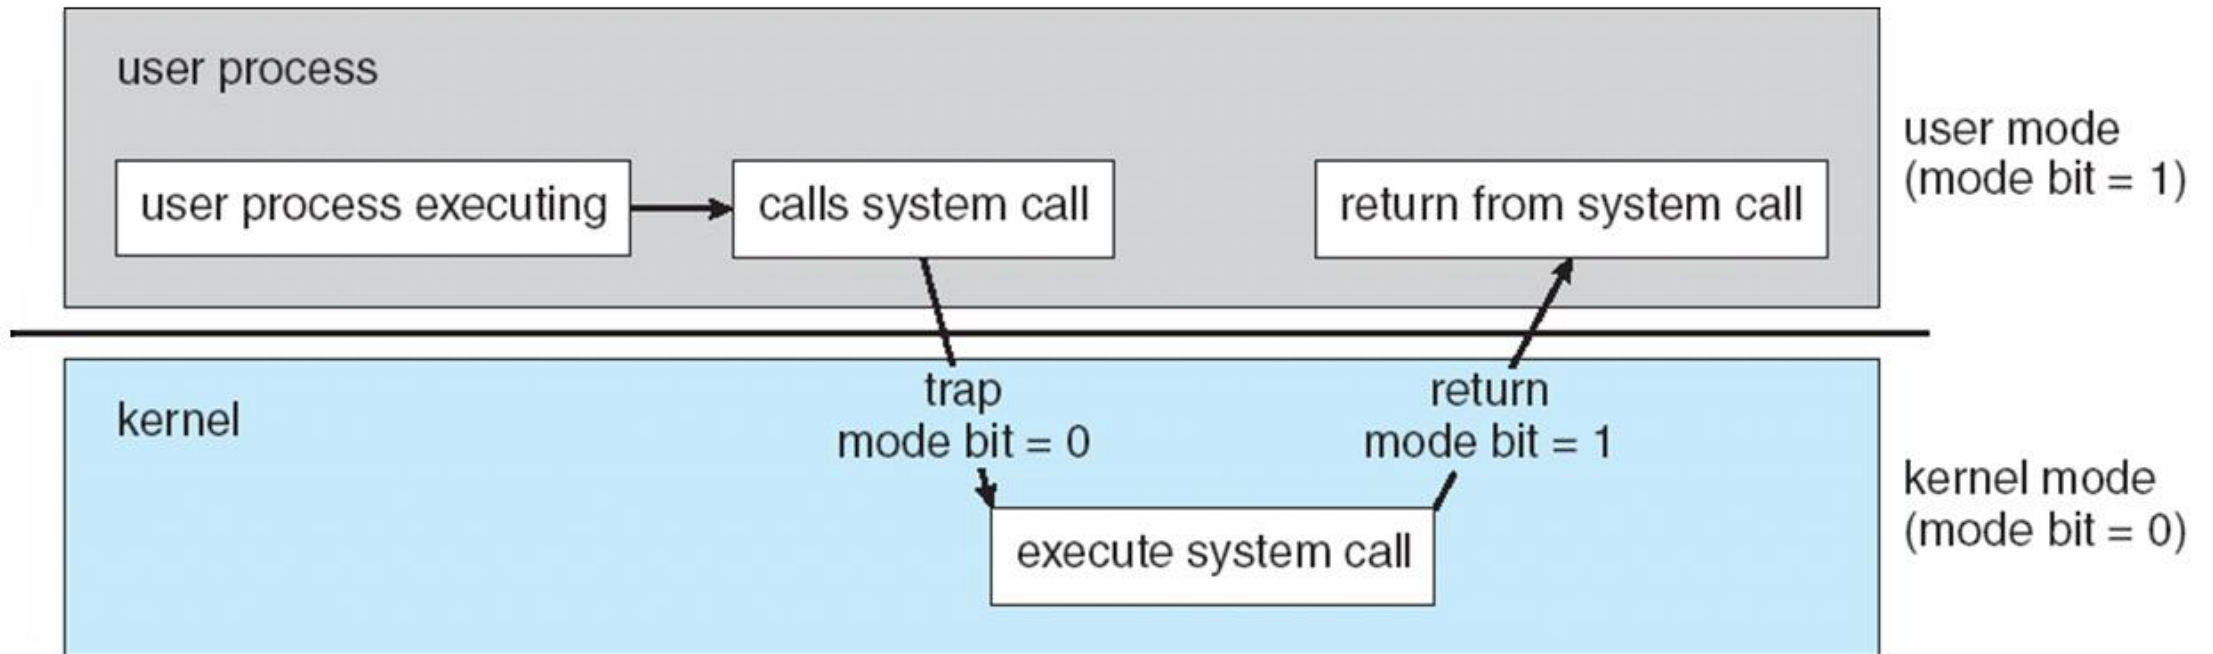 user process
user process executing
calls system call
return from system call
user mode
(mode bit = 1)
kernel
trap
mode bit = 0
return
mode bit = 1
execute system call
kernel mode
(mode bit = 0)